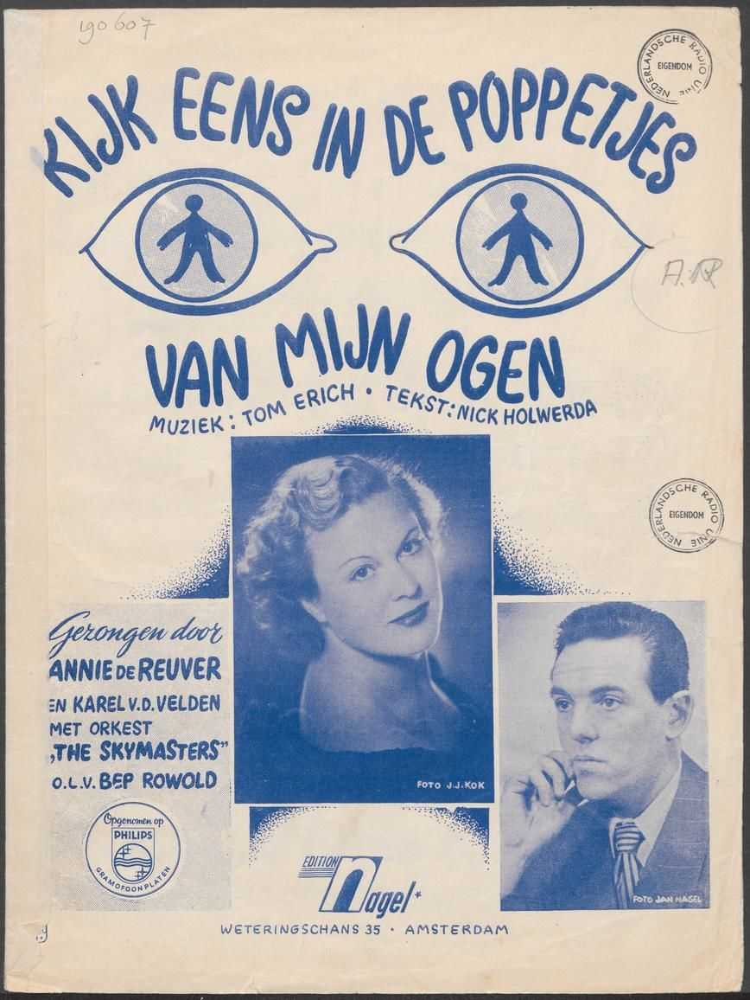 190607
NEDERLANDSCHE RADIO UNIE
EIGENDOM
KIJK EENS IN DE POPPETJES
A.R
VAN MIJN OGEN
MUZIEK: TOM ERICH • TEKST: NICK HOLWERDA
NEDERLANDSCHE RADIO UNIE
EIGENDOM
Gezongen door
ANNIE DE REUVER
EN KAREL V.D. VELDEN
MET ORKEST
„THE SKYMASTERS”
O.L.V. BEP ROWOLD
FOTO J.J. KOK
Opgenomen op
PHILIPS
GRAMOFOONPLATEN
FOTO JAN NAGEL
EDITION
Nagel*
WETERINGSCHANS 35 • AMSTERDAM